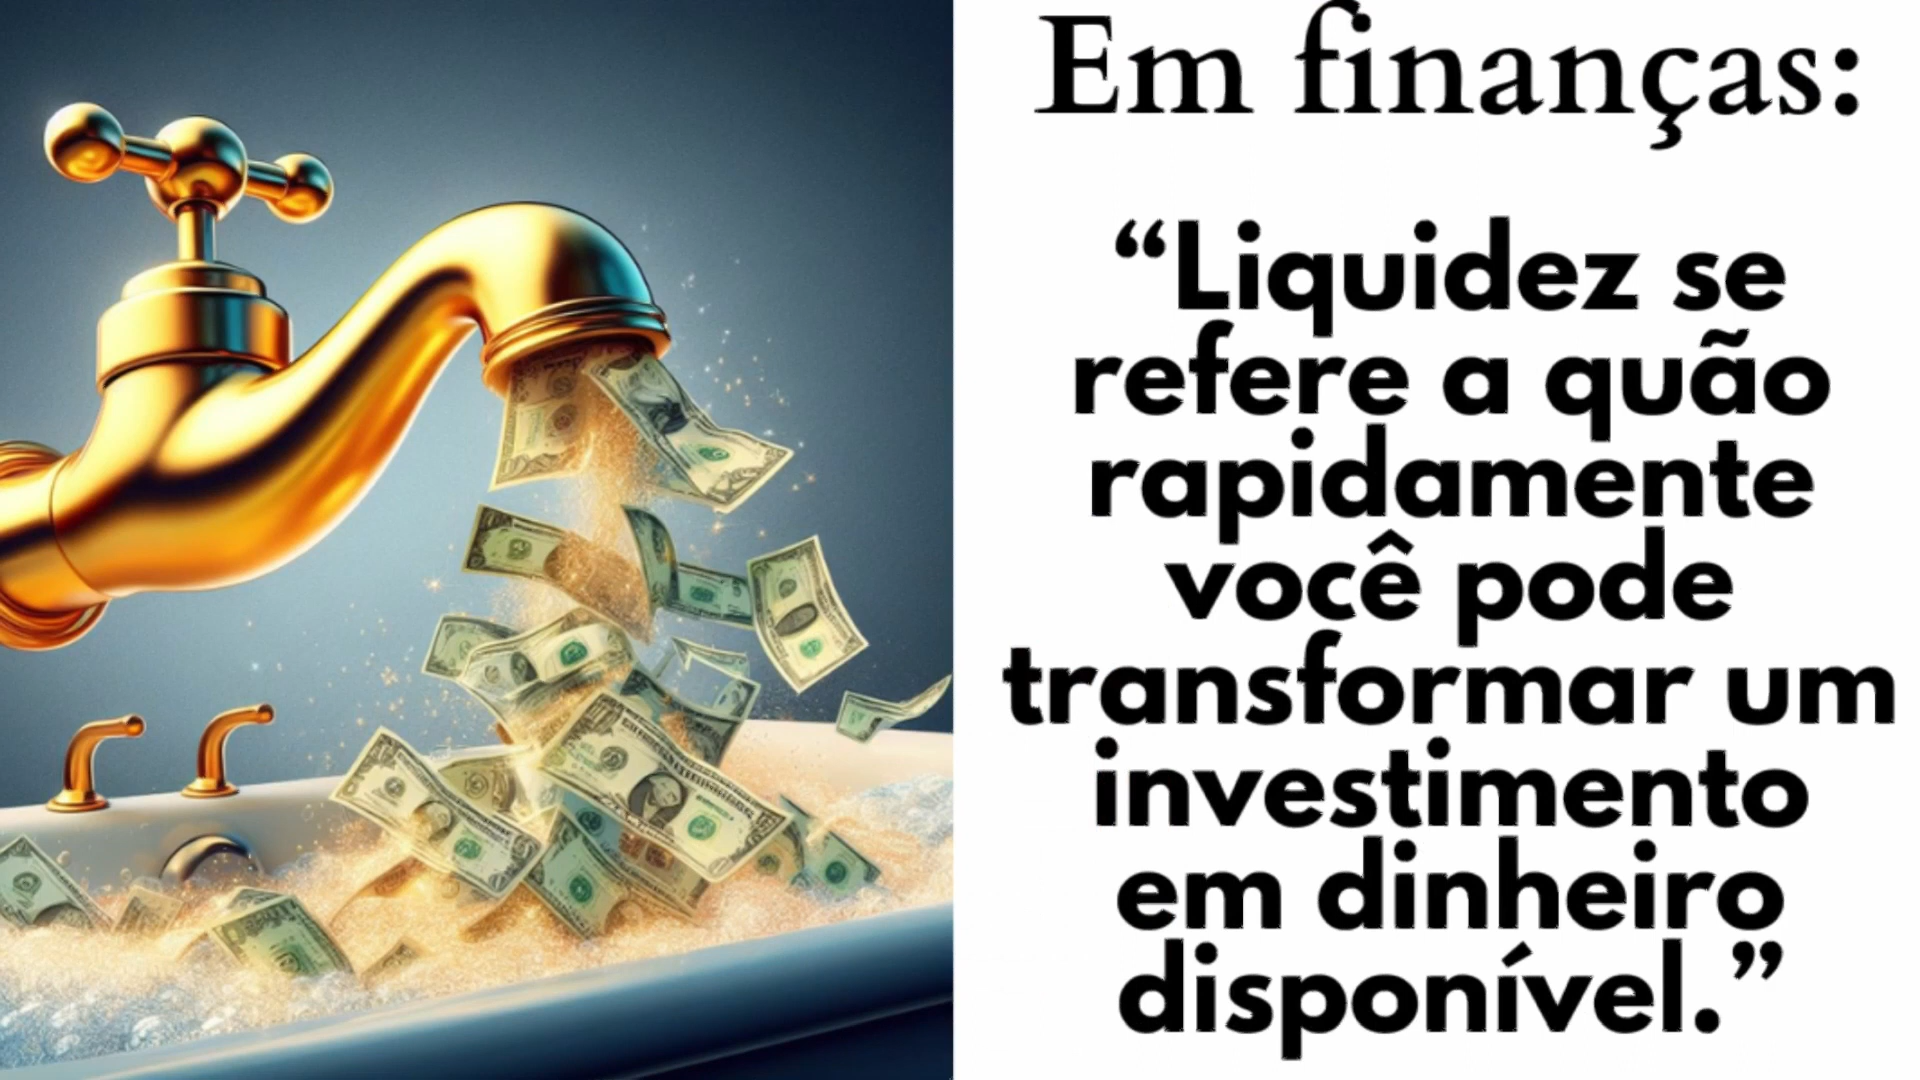 Em finanças:
“Liquidez se
refere a quão
rapidamente
você pode
transformar um
investimento
em dinheiro
disponível.”